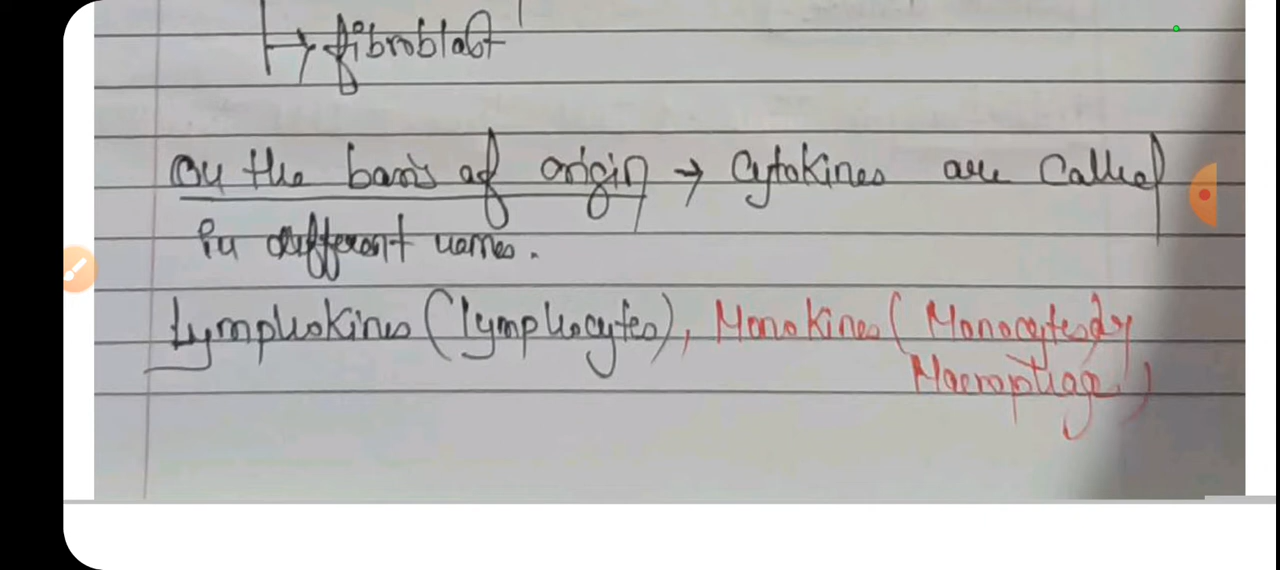 ↳ fibroblast
On the basis of origin → Cytokines are Called
in different names.
Lymphokines (lymphocytes), Monokines (Monocytes
Macrophage)